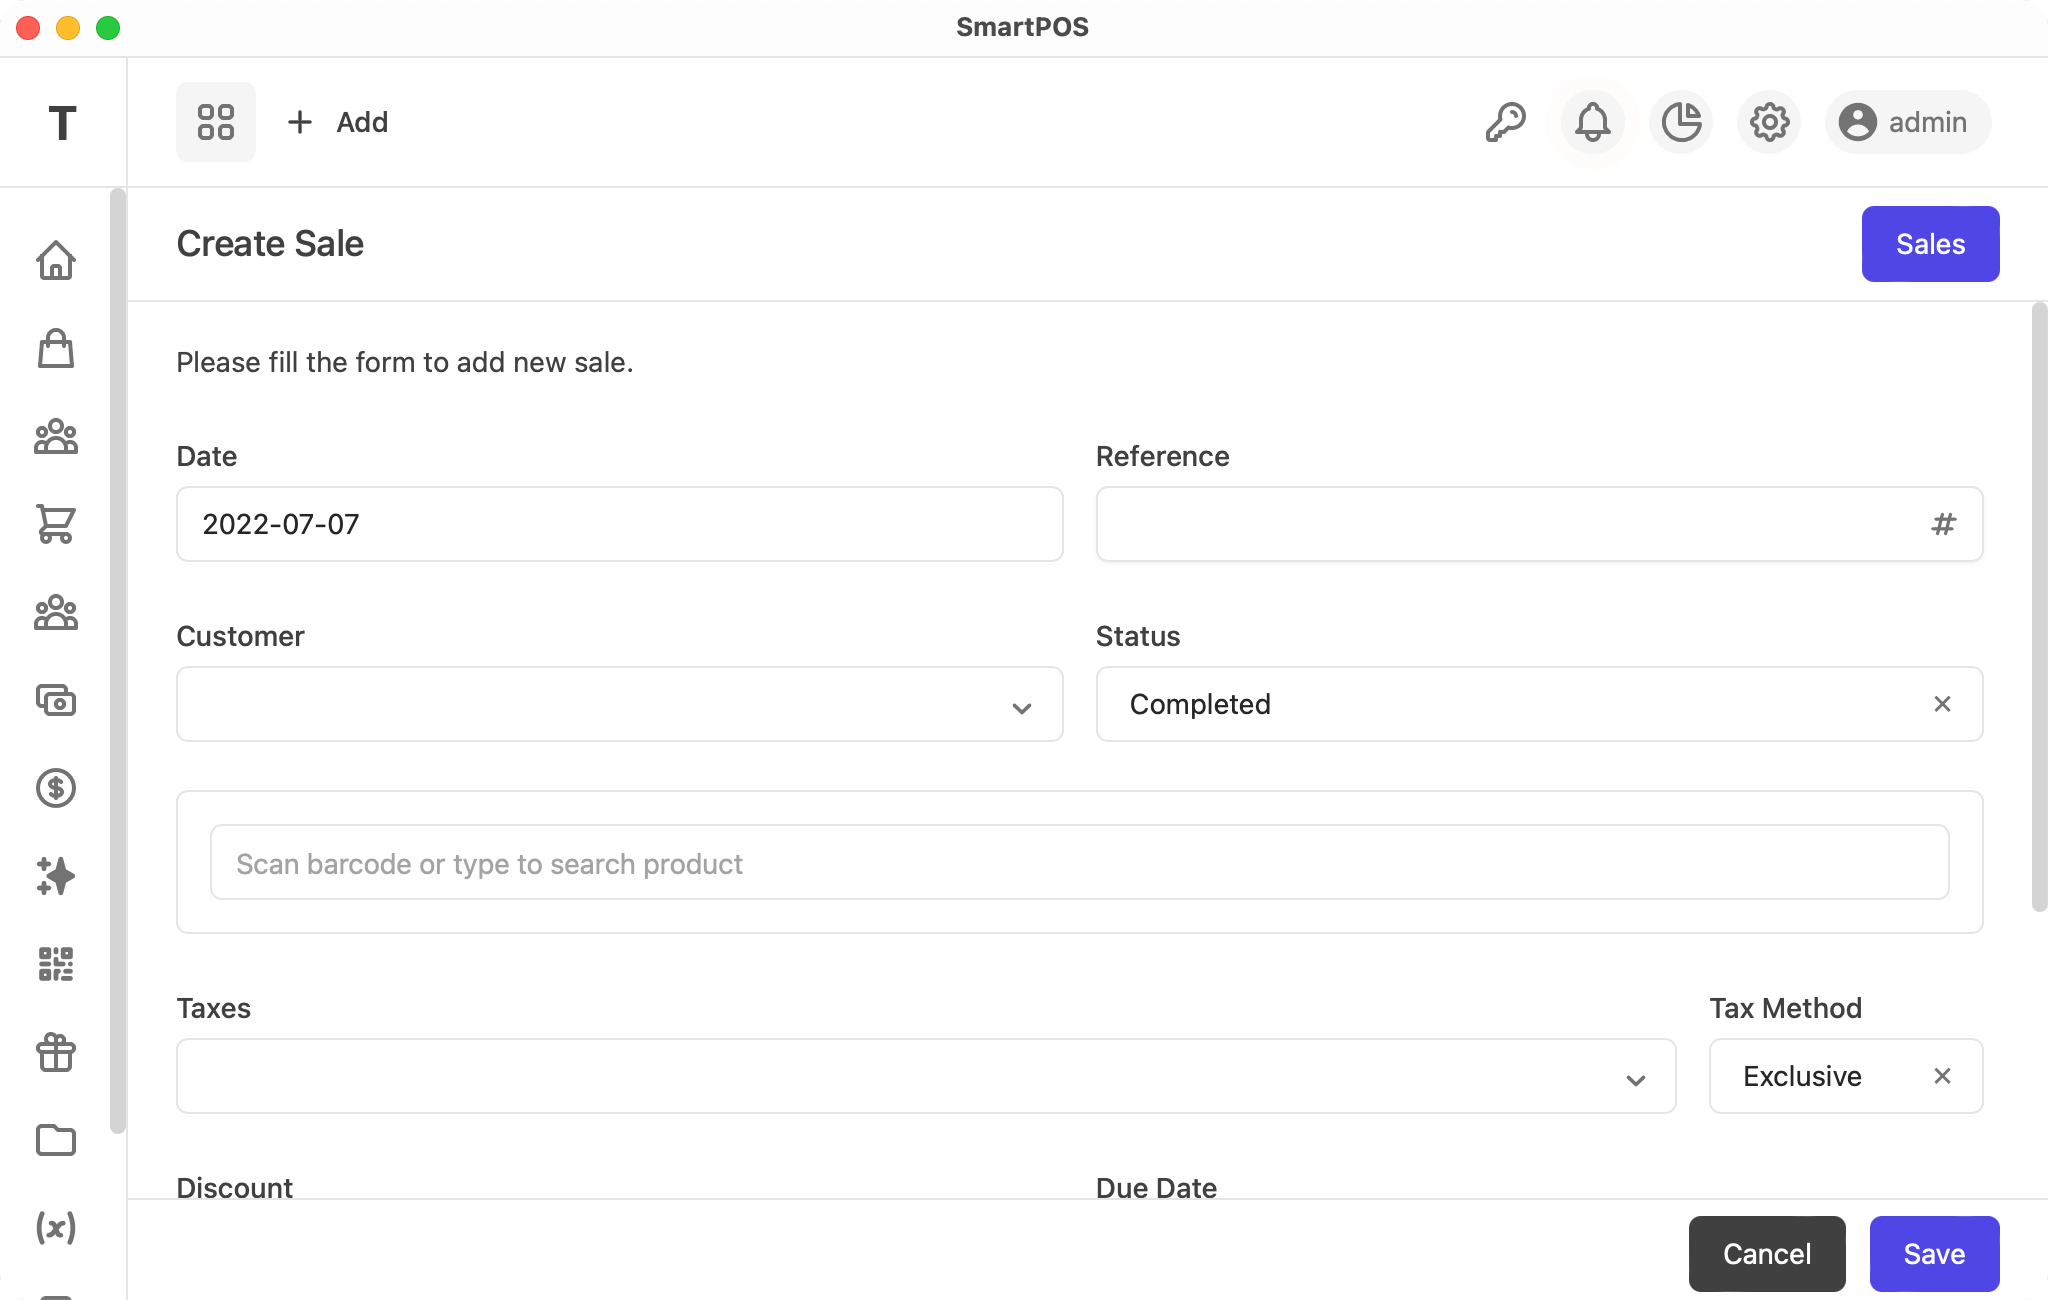 SmartPOS
T
Add
admin
Create Sale
Sales
Please fill the form to add new sale.
Date
Reference
2022-07-07
#
Customer
Status
Completed
Scan barcode or type to search product
Taxes
Tax Method
Exclusive
Discount
Due Date
(x)
Cancel
Save